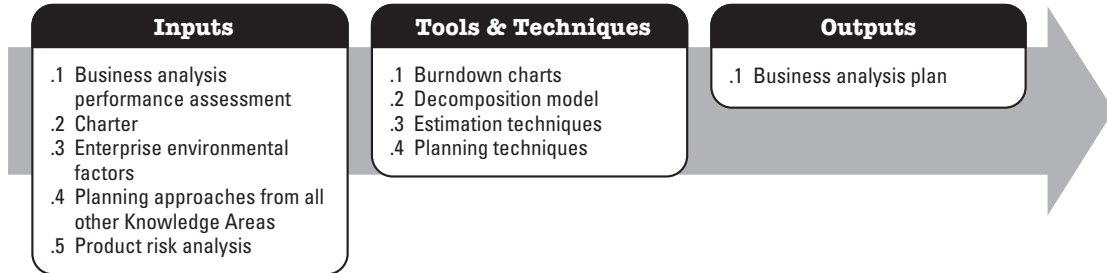 Inputs
.1 Business analysis
performance assessment
.2 Charter
.3 Enterprise environmental
factors
.4 Planning approaches from all
other Knowledge Areas
.5 Product risk analysis
Tools & Techniques
.1 Burndown charts
.2 Decomposition model
.3 Estimation techniques
.4 Planning techniques
Outputs
.1 Business analysis plan